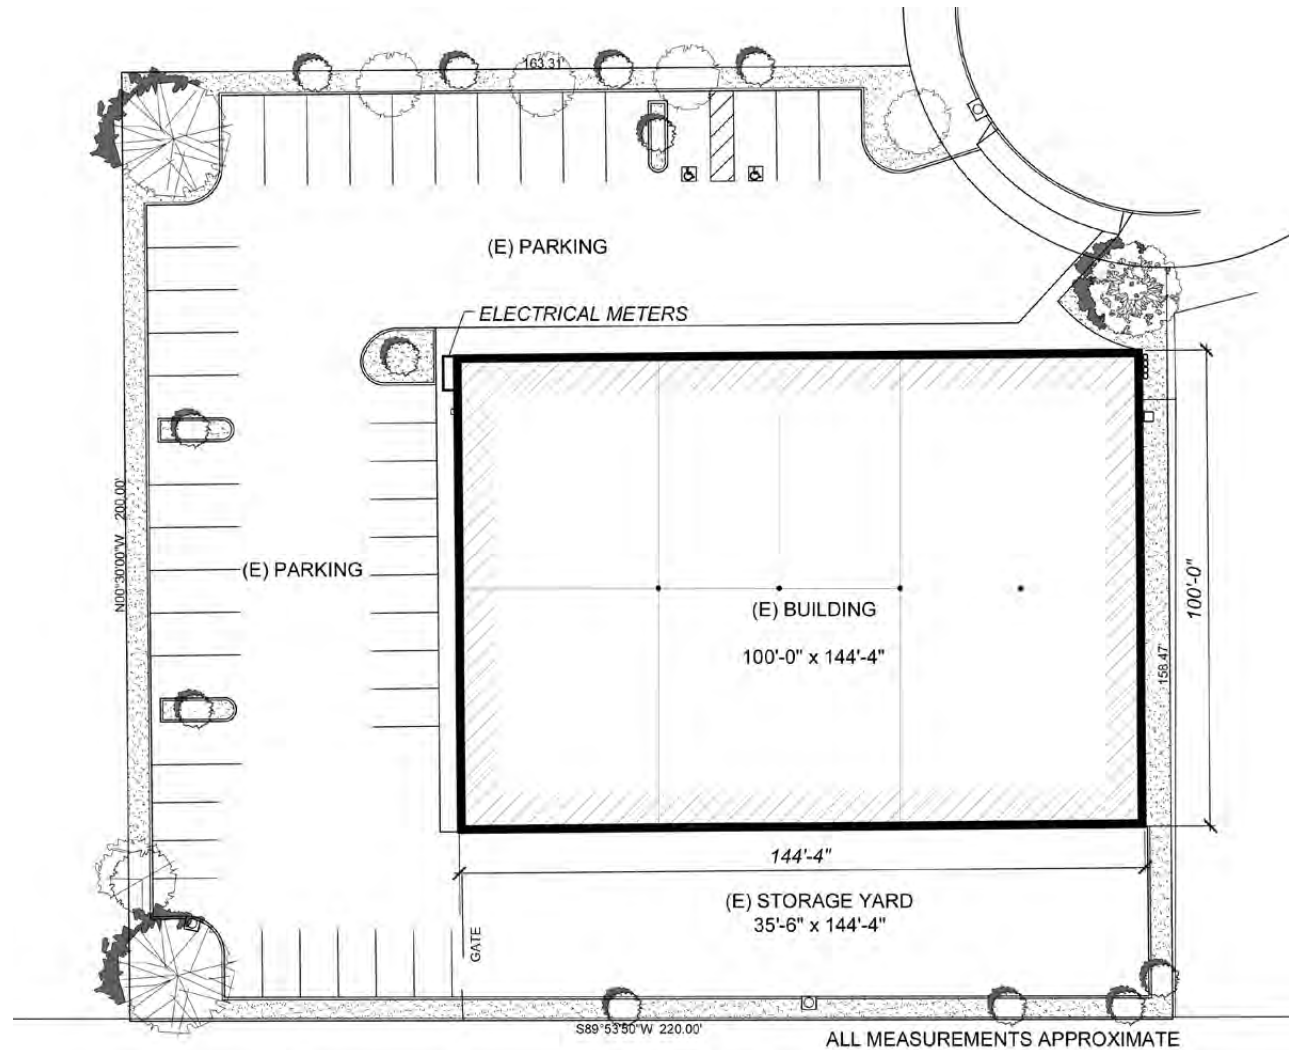 163.31'
(E) PARKING
ELECTRICAL METERS
N00°30'00"W 200.00'
(E) PARKING
(E) BUILDING
100'-0" x 144'-4"
100'-0"
158.47'
144'-4"
(E) STORAGE YARD
35'-6" x 144'-4"
GATE
S89°53'50"W 220.00'
ALL MEASUREMENTS APPROXIMATE